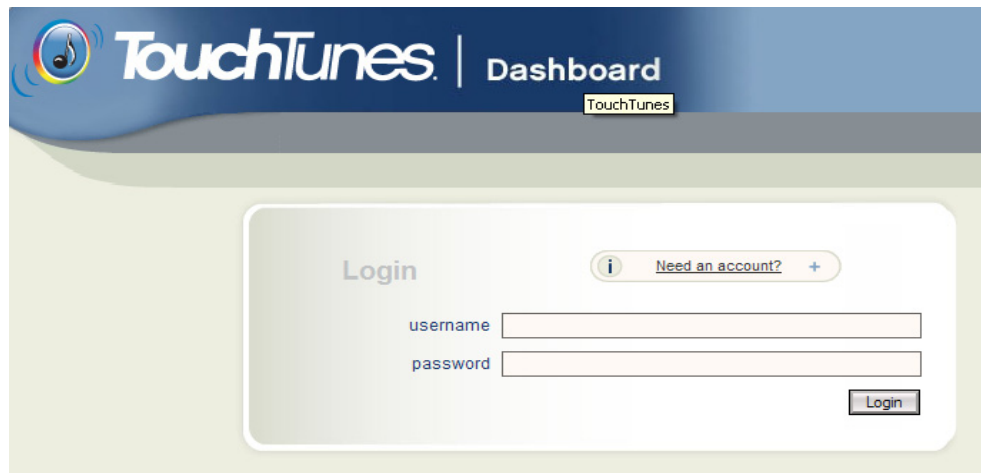 TouchTunes. | Dashboard
TouchTunes
Login
i Need an account? +
username
password
Login